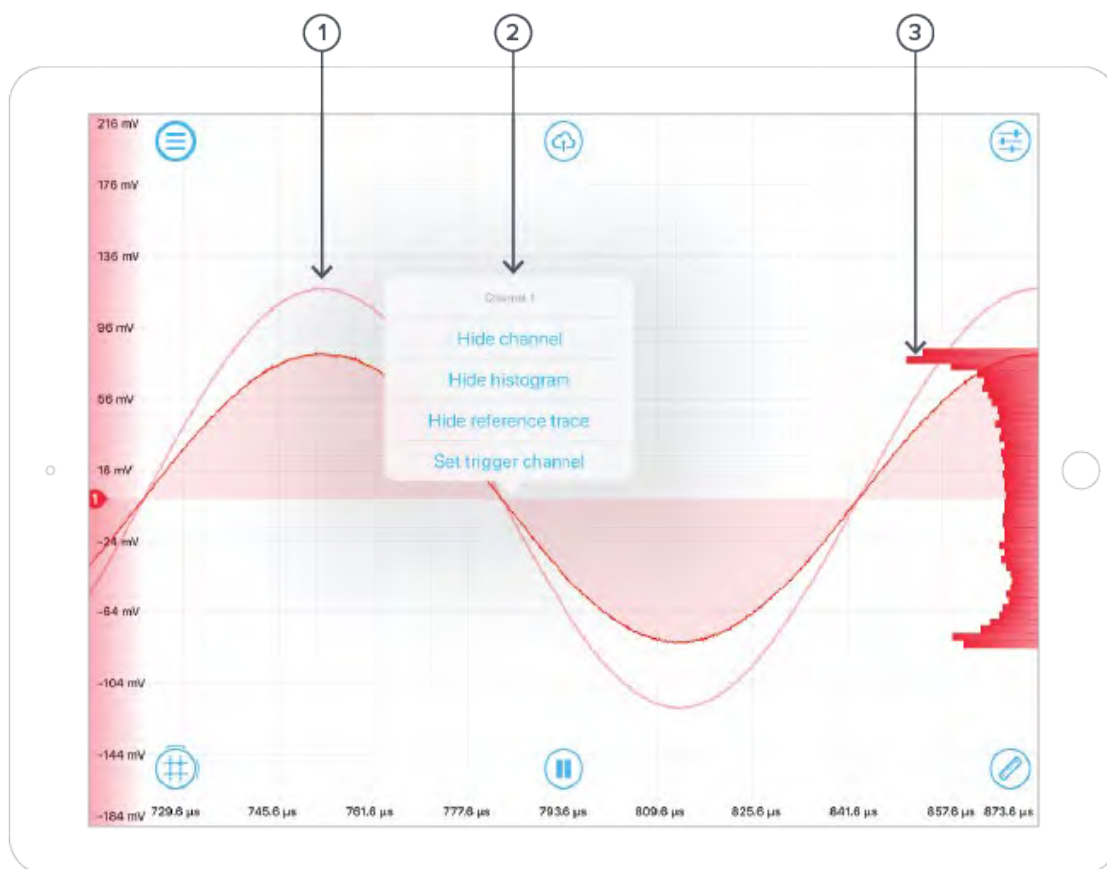 1 2 3
216 mV
176 mV
136 mV
Channel 1
96 mV
Hide channel
Hide histogram
56 mV
Hide reference trace
16 mV
Set trigger channel
1
-24 mV
-64 mV
-104 mV
-144 mV
-184 mV
729.6 µs 745.6 µs 761.6 µs 777.6 µs 793.6 µs 809.6 µs 825.6 µs 841.6 µs 857.6 µs 873.6 µs